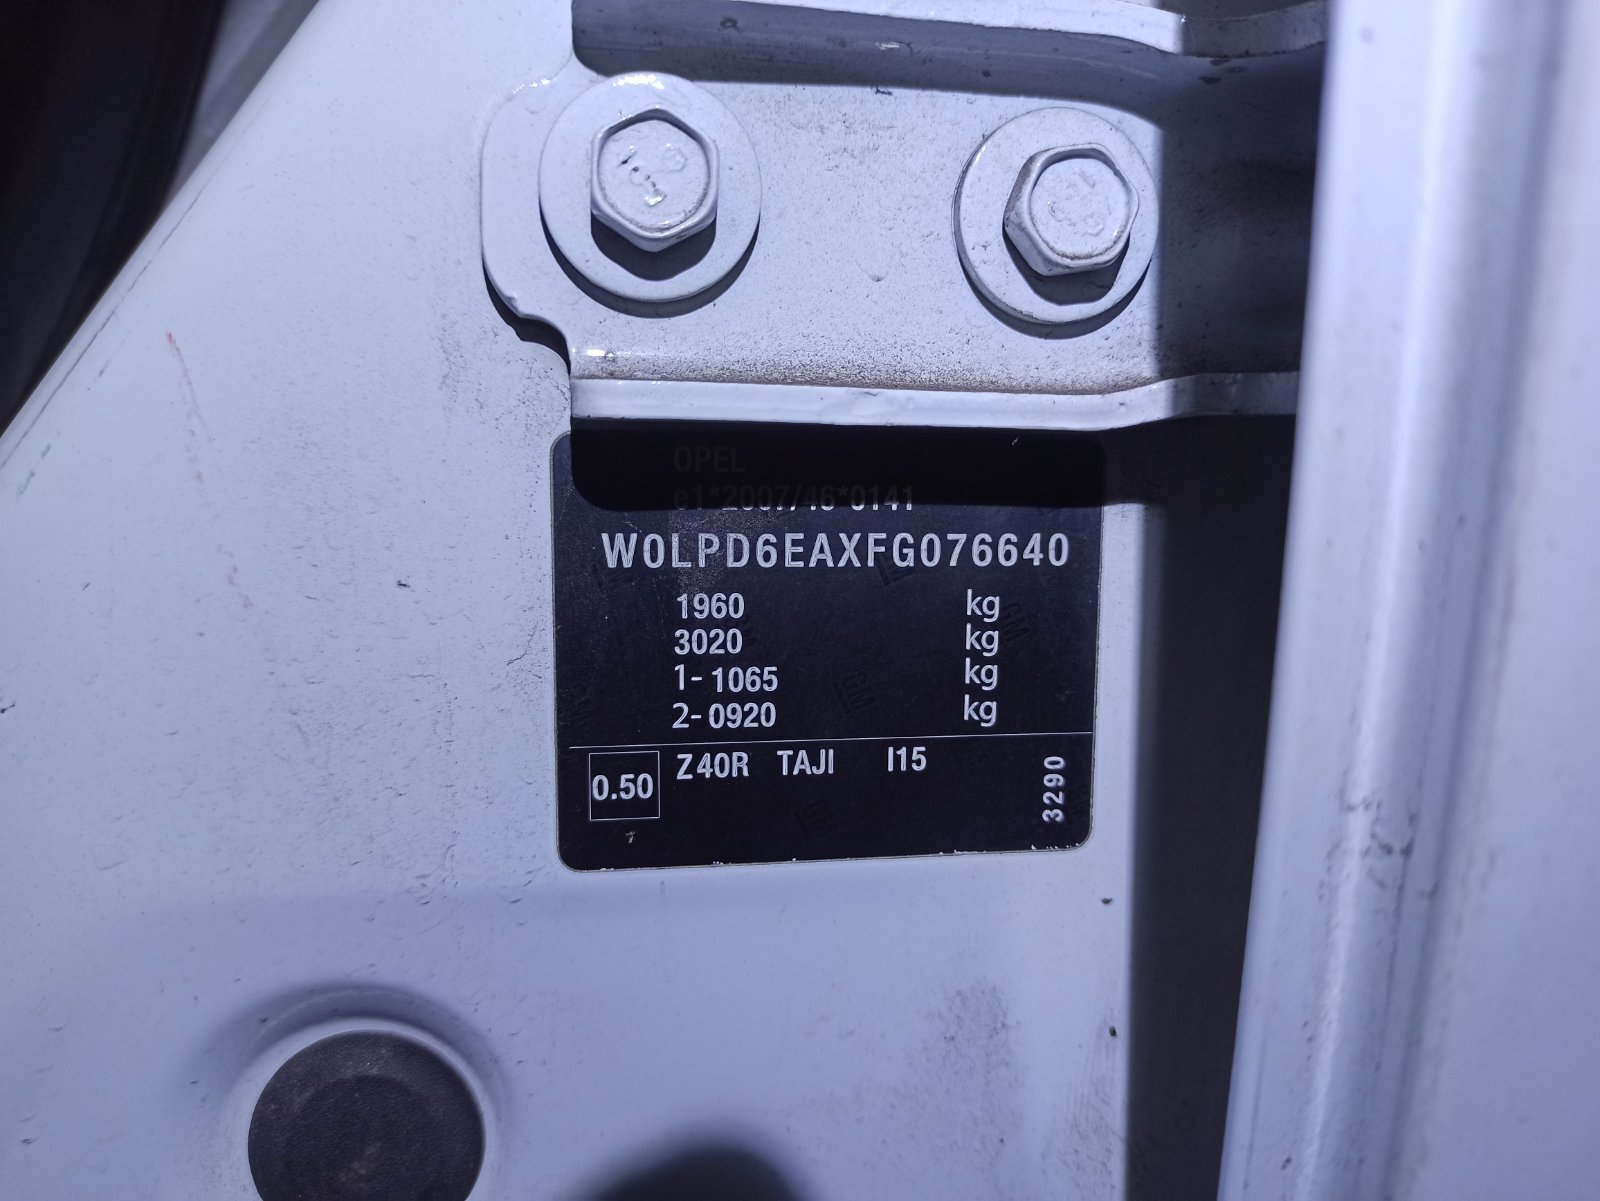 OPEL
e1*2007/46*0141
W0LPD6EAXFG076640
1960 kg
3020 kg
1- 1065 kg
2- 0920 kg
0.50 Z40R TAJI I15
3290